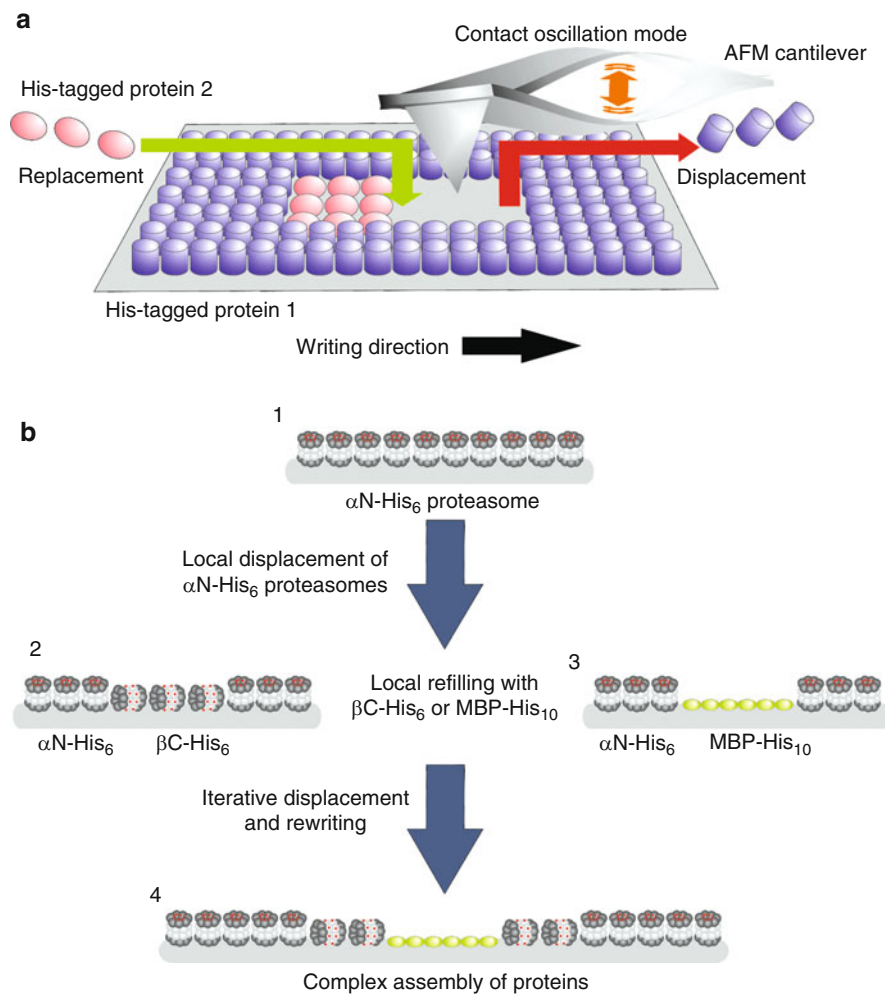 a
Contact oscillation mode
AFM cantilever
His-tagged protein 2
Replacement
Displacement
His-tagged protein 1
Writing direction
b
1
αN-His₆ proteasome
Local displacement of
αN-His₆ proteasomes
2
3
Local refilling with
βC-His₆ or MBP-His₁₀
αN-His₆
βC-His₆
αN-His₆
MBP-His₁₀
Iterative displacement
and rewriting
4
Complex assembly of proteins